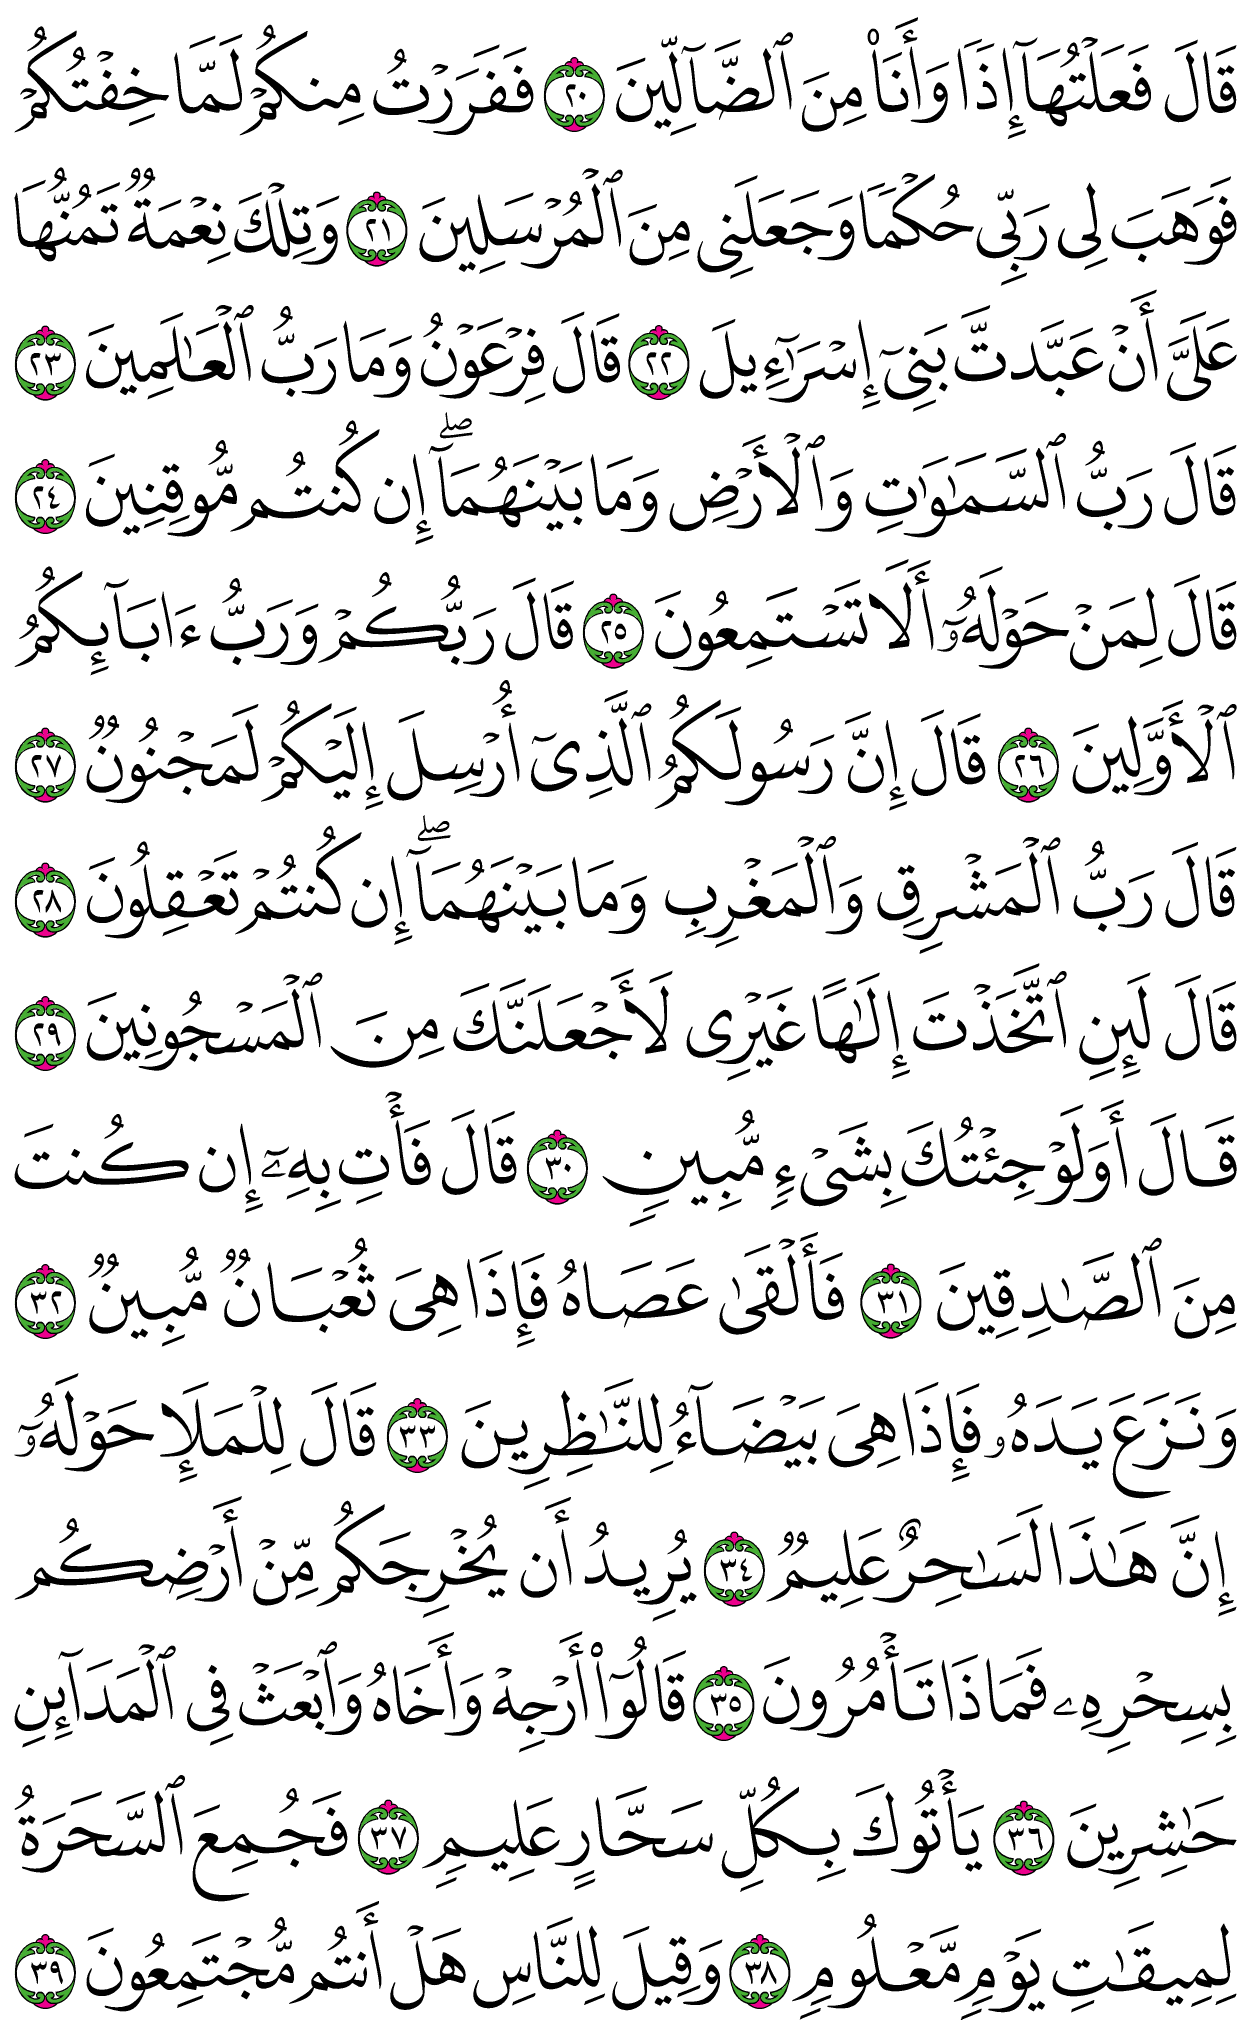 قَالَ فَعَلْتُهَآ إِذًا وَأَنَا۠ مِنَ ٱلضَّآلِّينَ ٢٠ فَفَرَرْتُ مِنكُمْ لَمَّا خِفْتُكُمْ
فَوَهَبَ لِى رَبِّى حُكْمًا وَجَعَلَنِى مِنَ ٱلْمُرْسَلِينَ ٢١ وَتِلْكَ نِعْمَةٌ تَمُنُّهَا
عَلَىَّ أَنْ عَبَّدتَّ بَنِىٓ إِسْرَٰٓءِيلَ ٢٢ قَالَ فِرْعَوْنُ وَمَا رَبُّ ٱلْعَٰلَمِينَ ٢٣
قَالَ رَبُّ ٱلسَّمَٰوَٰتِ وَٱلْأَرْضِ وَمَا بَيْنَهُمَآ ۖ إِن كُنتُم مُّوقِنِينَ ٢٤
قَالَ لِمَنْ حَوْلَهُۥٓ أَلَا تَسْتَمِعُونَ ٢٥ قَالَ رَبُّكُمْ وَرَبُّ ءَابَآئِكُمُ
ٱلْأَوَّلِينَ ٢٦ قَالَ إِنَّ رَسُولَكُمُ ٱلَّذِىٓ أُرْسِلَ إِلَيْكُمْ لَمَجْنُونٌ ٢٧
قَالَ رَبُّ ٱلْمَشْرِقِ وَٱلْمَغْرِبِ وَمَا بَيْنَهُمَآ ۖ إِن كُنتُمْ تَعْقِلُونَ ٢٨
قَالَ لَئِنِ ٱتَّخَذْتَ إِلَٰهًا غَيْرِى لَأَجْعَلَنَّكَ مِنَ ٱلْمَسْجُونِينَ ٢٩
قَالَ أَوَلَوْ جِئْتُكَ بِشَىْءٍ مُّبِينٍ ٣٠ قَالَ فَأْتِ بِهِۦٓ إِن كُنتَ
مِنَ ٱلصَّٰدِقِينَ ٣١ فَأَلْقَىٰ عَصَاهُ فَإِذَا هِىَ ثُعْبَانٌ مُّبِينٌ ٣٢
وَنَزَعَ يَدَهُۥ فَإِذَا هِىَ بَيْضَآءُ لِلنَّٰظِرِينَ ٣٣ قَالَ لِلْمَلَإِ حَوْلَهُۥٓ
إِنَّ هَٰذَا لَسَٰحِرٌ عَلِيمٌ ٣٤ يُرِيدُ أَن يُخْرِجَكُم مِّنْ أَرْضِكُم
بِسِحْرِهِۦ فَمَاذَا تَأْمُرُونَ ٣٥ قَالُوٓا۟ أَرْجِهْ وَأَخَاهُ وَٱبْعَثْ فِى ٱلْمَدَآئِنِ
حَٰشِرِينَ ٣٦ يَأْتُوكَ بِكُلِّ سَحَّارٍ عَلِيمٍ ٣٧ فَجُمِعَ ٱلسَّحَرَةُ
لِمِيقَٰتِ يَوْمٍ مَّعْلُومٍ ٣٨ وَقِيلَ لِلنَّاسِ هَلْ أَنتُم مُّجْتَمِعُونَ ٣٩